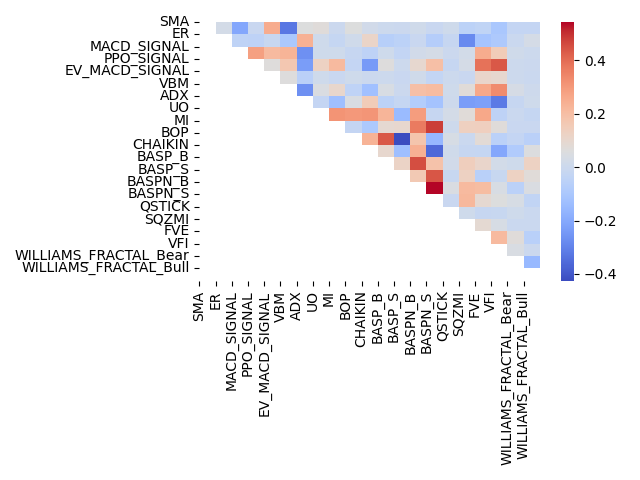 SMA
ER
MACD_SIGNAL
PPO_SIGNAL
EV_MACD_SIGNAL
VBM
ADX
UO
MI
BOP
CHAIKIN
BASP_B
BASP_S
BASPN_B
BASPN_S
QSTICK
SQZMI
FVE
VFI
WILLIAMS_FRACTAL_Bear
WILLIAMS_FRACTAL_Bull
SMA
ER
MACD_SIGNAL
PPO_SIGNAL
EV_MACD_SIGNAL
VBM
ADX
UO
MI
BOP
CHAIKIN
BASP_B
BASP_S
BASPN_B
BASPN_S
QSTICK
SQZMI
FVE
VFI
WILLIAMS_FRACTAL_Bear
WILLIAMS_FRACTAL_Bull
0.4
0.2
0.0
−0.2
−0.4